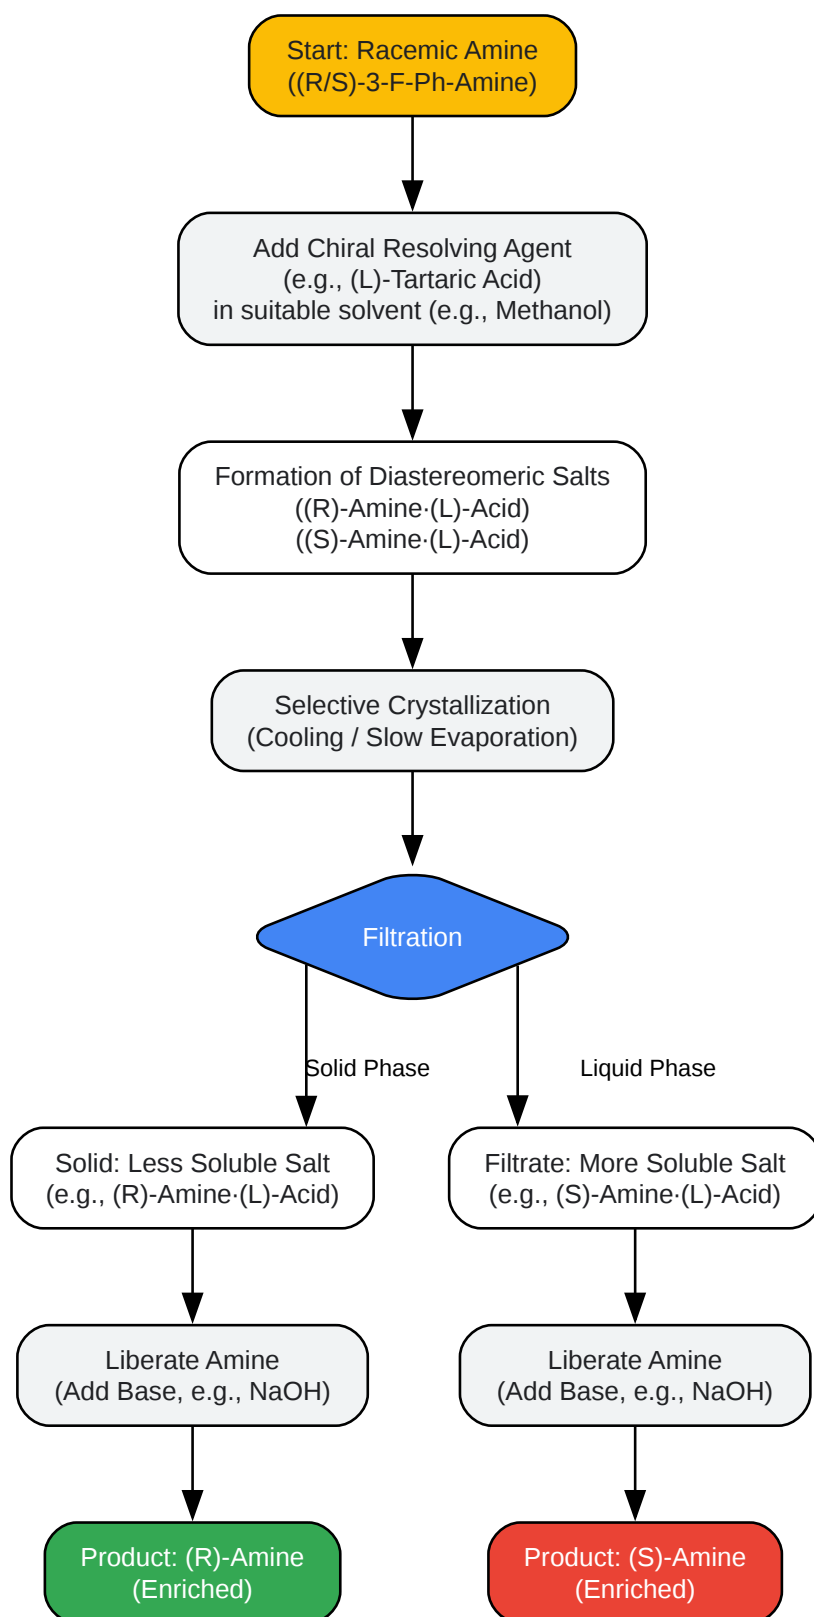 Start: Racemic Amine
((R/S)-3-F-Ph-Amine)
Add Chiral Resolving Agent
(e.g., (L)-Tartaric Acid)
in suitable solvent (e.g., Methanol)
Formation of Diastereomeric Salts
((R)-Amine·(L)-Acid)
((S)-Amine·(L)-Acid)
Selective Crystallization
(Cooling / Slow Evaporation)
Filtration
Solid Phase
Liquid Phase
Solid: Less Soluble Salt
(e.g., (R)-Amine·(L)-Acid)
Filtrate: More Soluble Salt
(e.g., (S)-Amine·(L)-Acid)
Liberate Amine
(Add Base, e.g., NaOH)
Liberate Amine
(Add Base, e.g., NaOH)
Product: (R)-Amine
(Enriched)
Product: (S)-Amine
(Enriched)